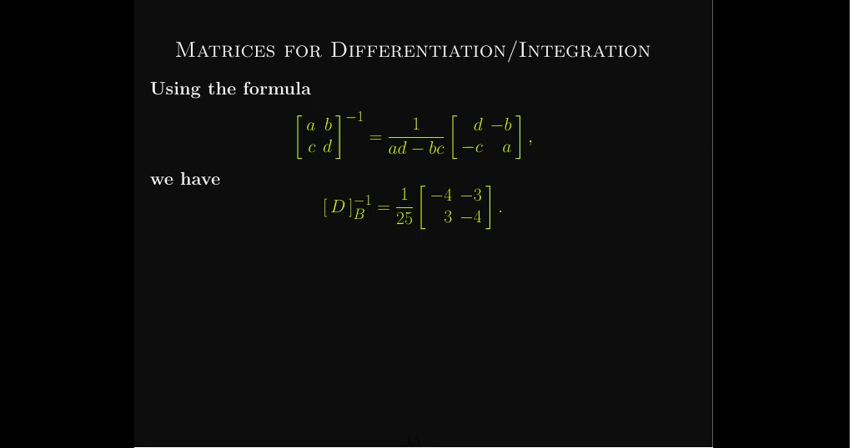 Matrices for Differentiation/Integration
Using the formula
[ a b ; c d ]⁻¹ = 1/(ad − bc) [ d −b ; −c a ],
we have
[ D ]_B⁻¹ = 1/25 [ −4 −3 ; 3 −4 ].